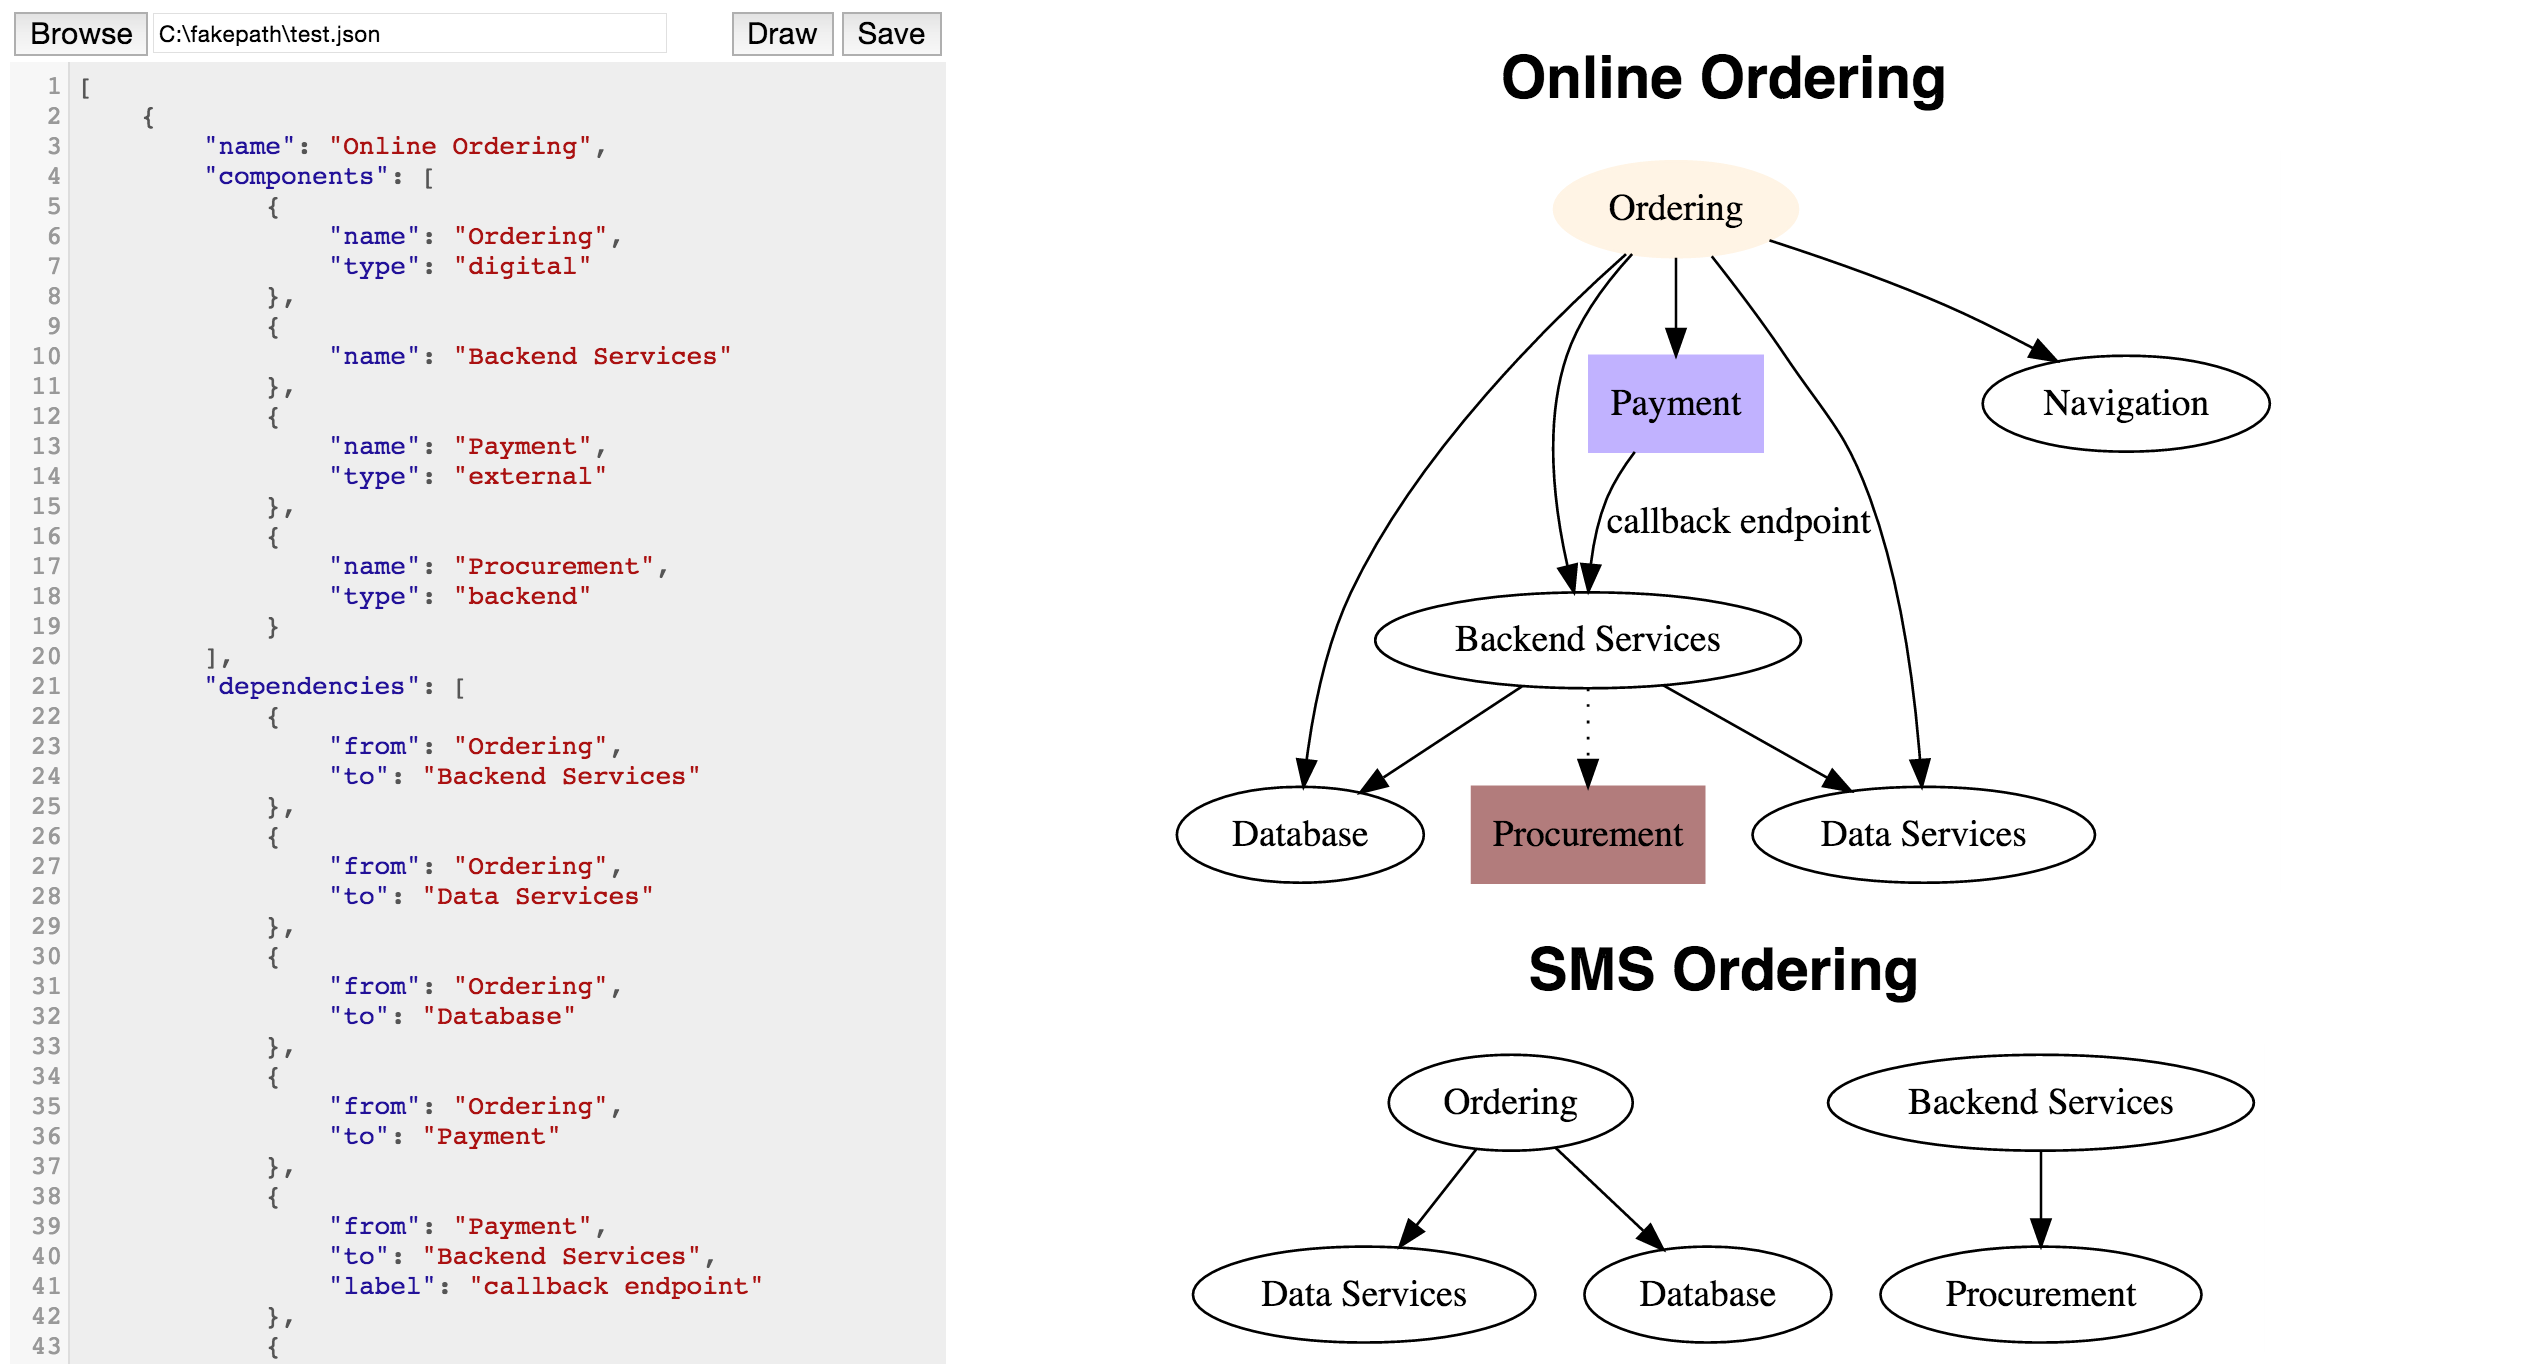 Browse C:\fakepath\test.json Draw Save
1 [
2 {
3 "name": "Online Ordering",
4 "components": [
5 {
6 "name": "Ordering",
7 "type": "digital"
8 },
9 {
10 "name": "Backend Services"
11 },
12 {
13 "name": "Payment",
14 "type": "external"
15 },
16 {
17 "name": "Procurement",
18 "type": "backend"
19 }
20 ],
21 "dependencies": [
22 {
23 "from": "Ordering",
24 "to": "Backend Services"
25 },
26 {
27 "from": "Ordering",
28 "to": "Data Services"
29 },
30 {
31 "from": "Ordering",
32 "to": "Database"
33 },
34 {
35 "from": "Ordering",
36 "to": "Payment"
37 },
38 {
39 "from": "Payment",
40 "to": "Backend Services",
41 "label": "callback endpoint"
42 },
43 {
Online Ordering
Ordering
Payment
Navigation
callback endpoint
Backend Services
Database
Procurement
Data Services
SMS Ordering
Ordering
Backend Services
Data Services
Database
Procurement